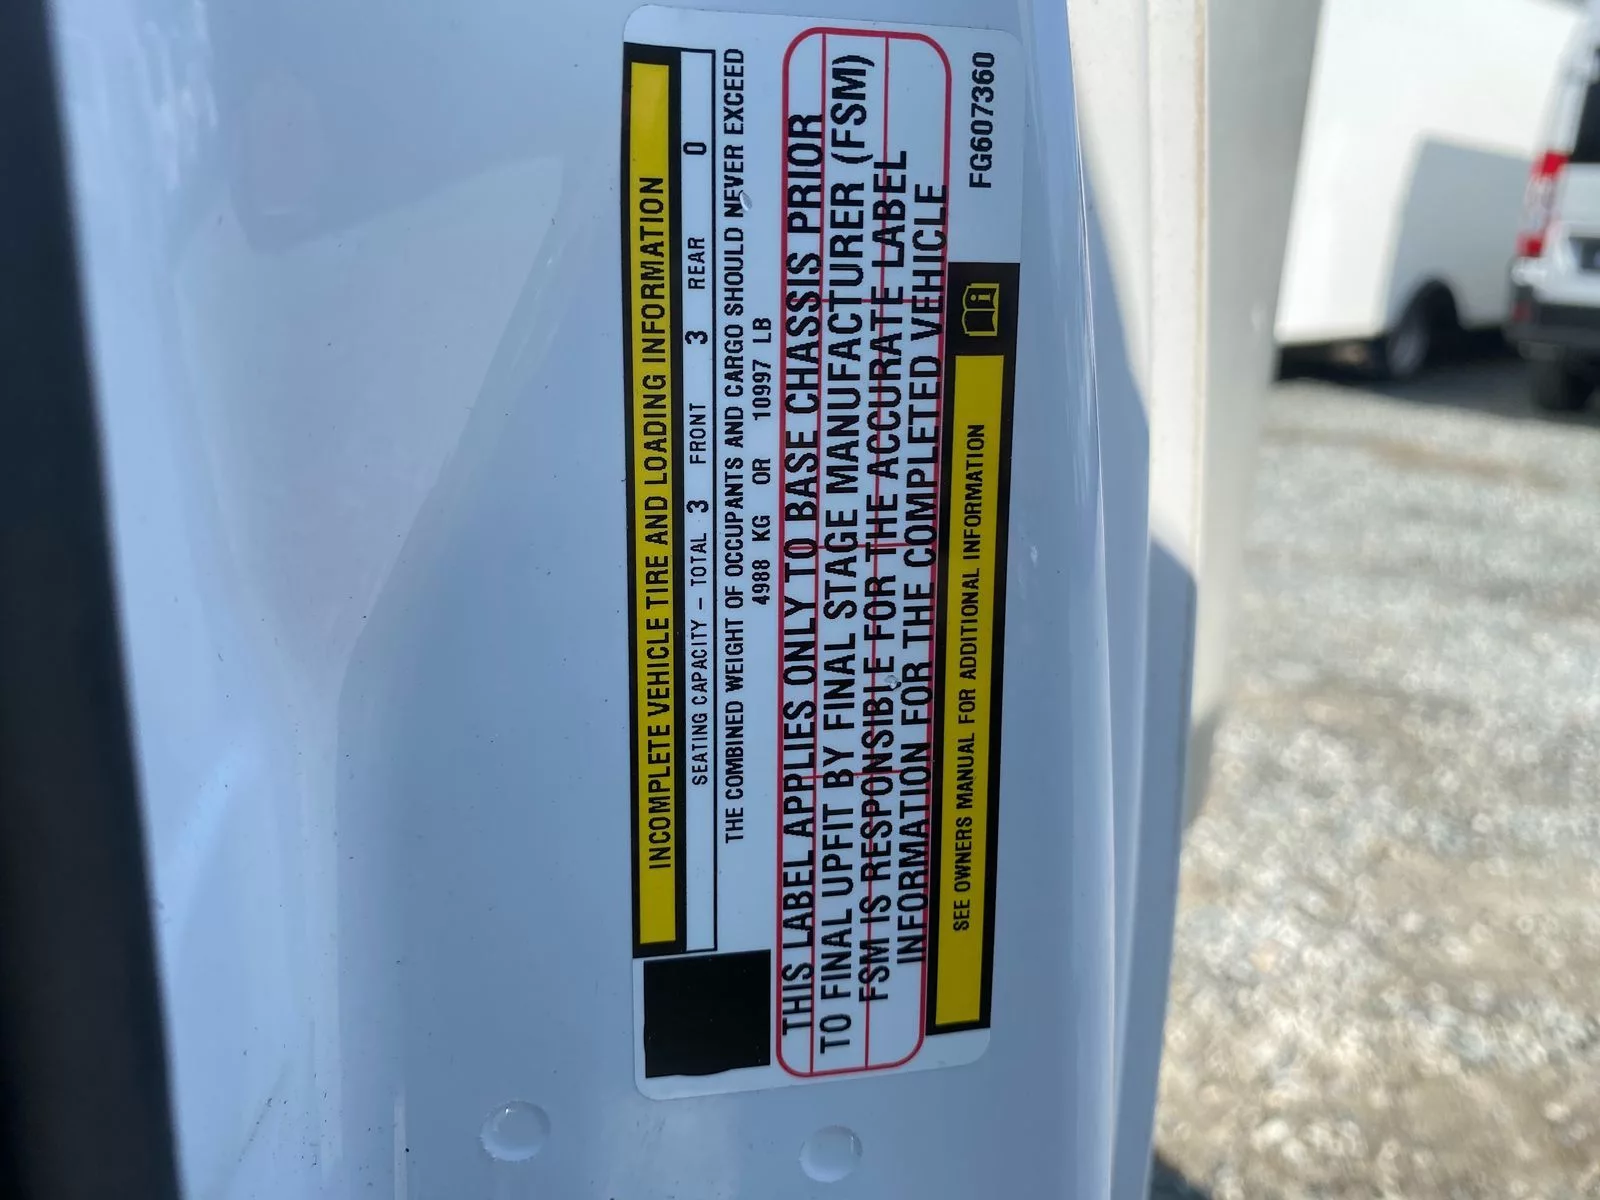 INCOMPLETE VEHICLE TIRE AND LOADING INFORMATION
SEATING CAPACITY - TOTAL 3 FRONT 3 REAR 0
THE COMBINED WEIGHT OF OCCUPANTS AND CARGO SHOULD NEVER EXCEED
4988 KG OR 10997 LB
THIS LABEL APPLIES ONLY TO BASE CHASSIS PRIOR
TO FINAL UPFIT BY FINAL STAGE MANUFACTURER (FSM)
FSM IS RESPONSIBLE FOR THE ACCURATE LABEL
INFORMATION FOR THE COMPLETED VEHICLE
SEE OWNERS MANUAL FOR ADDITIONAL INFORMATION
FG607360